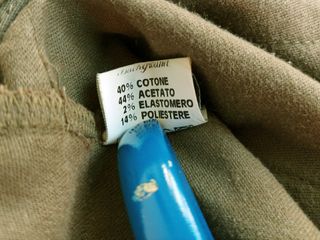 40% COTONE
44% ACETATO
2% ELASTOMERO
14% POLIESTERE